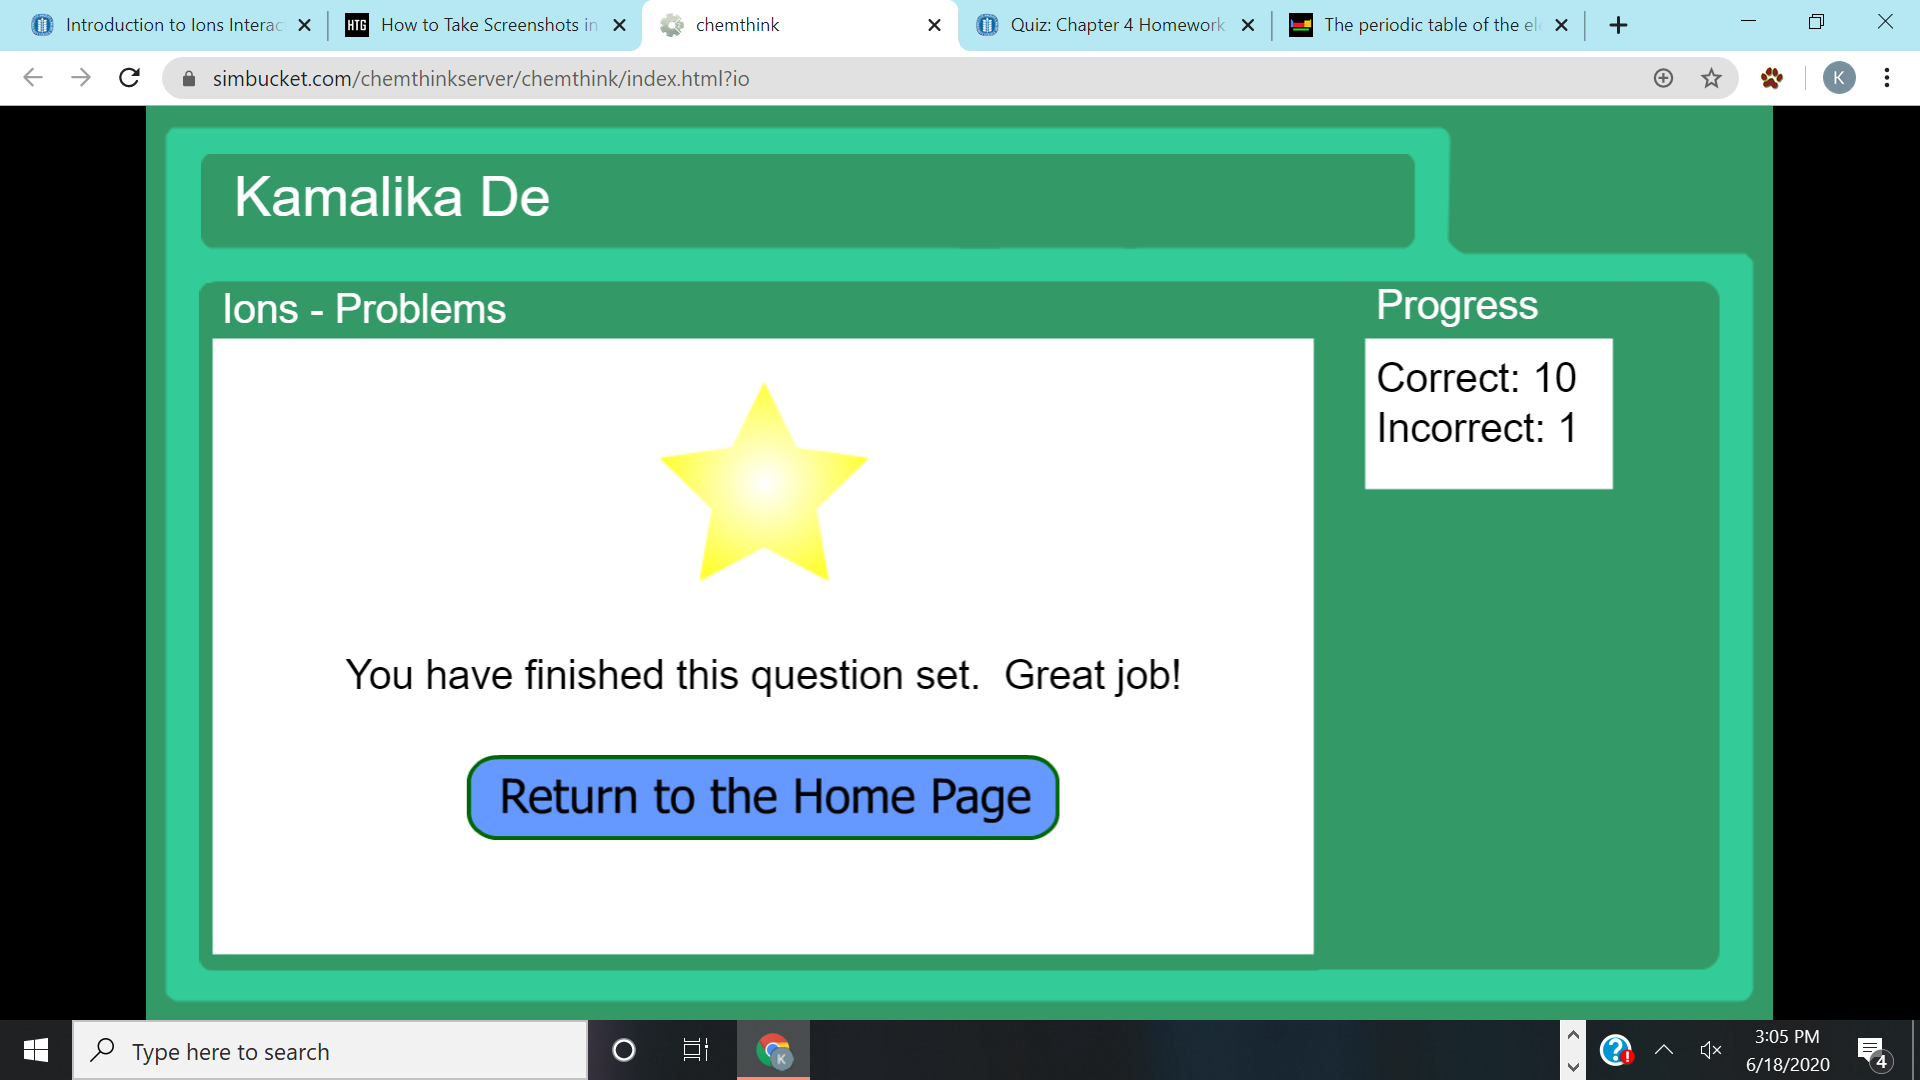 Introduction to Ions Interac
HTG How to Take Screenshots in
chemthink
Quiz: Chapter 4 Homework
The periodic table of the el
simbucket.com/chemthinkserver/chemthink/index.html?io
K
Kamalika De
Ions - Problems
Progress
Correct: 10
Incorrect: 1
You have finished this question set.  Great job!
Return to the Home Page
Type here to search
K
3:05 PM
6/18/2020
4